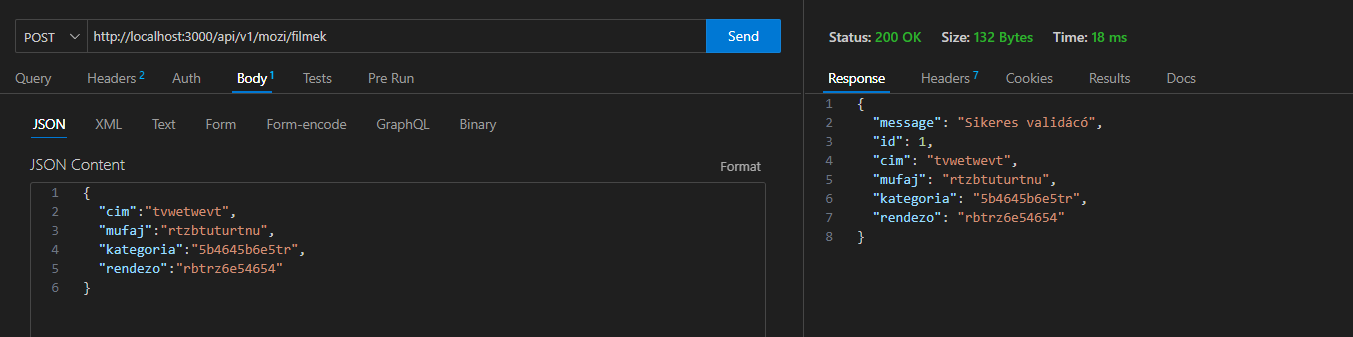 POST http://localhost:3000/api/v1/mozi/filmek Send
Query Headers 2 Auth Body 1 Tests Pre Run
JSON XML Text Form Form-encode GraphQL Binary
JSON Content Format
1 {
2 "cim":"tvwetwevt",
3 "mufaj":"rtzbtuturtnu",
4 "kategoria":"5b4645b6e5tr",
5 "rendezo":"rbtrz6e54654"
6 }
Status: 200 OK Size: 132 Bytes Time: 18 ms
Response Headers 7 Cookies Results Docs
1 {
2 "message": "Sikeres validácó",
3 "id": 1,
4 "cim": "tvwetwevt",
5 "mufaj": "rtzbtuturtnu",
6 "kategoria": "5b4645b6e5tr",
7 "rendezo": "rbtrz6e54654"
8 }